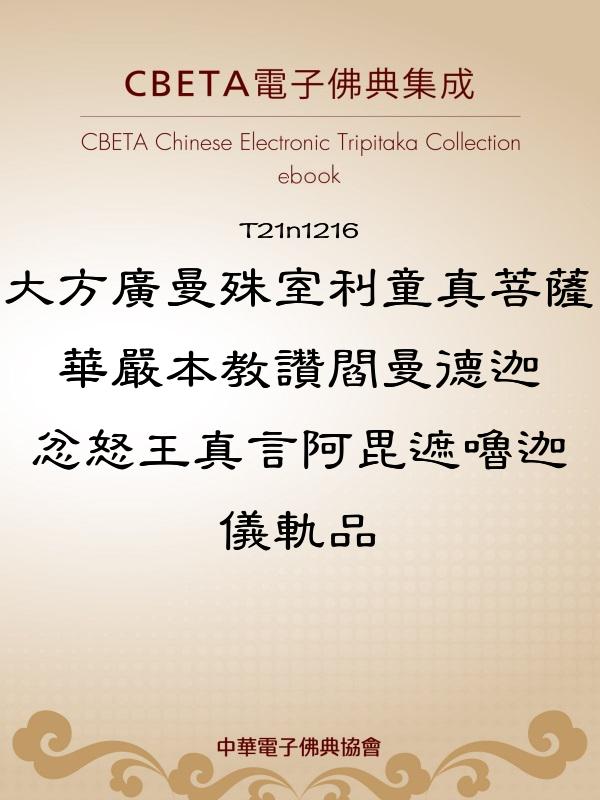 CBETA電子佛典集成
CBETA Chinese Electronic Tripitaka Collection
ebook
T21n1216
大方廣曼殊室利童真菩薩
華嚴本教讚閻曼德迦
忿怒王真言阿毘遮嚕迦
儀軌品
中華電子佛典協會